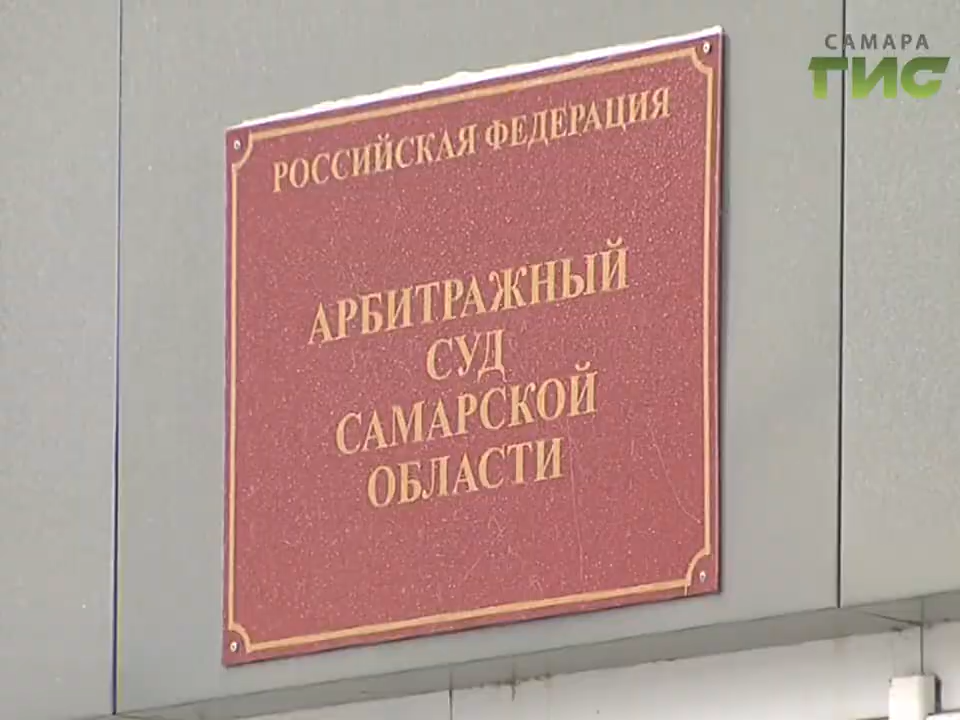 САМАРА
ГИС
РОССИЙСКАЯ ФЕДЕРАЦИЯ
АРБИТРАЖНЫЙ
СУД
САМАРСКОЙ
ОБЛАСТИ